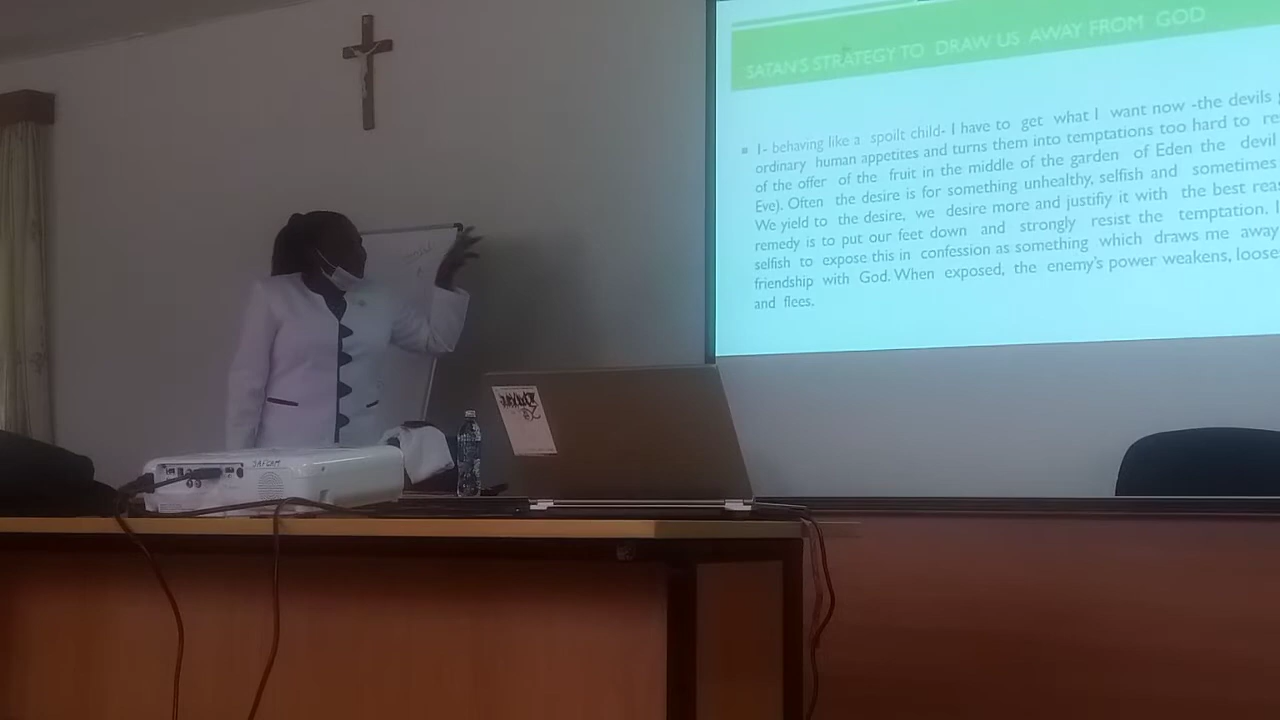 SATAN'S STRATEGY TO DRAW US AWAY FROM GOD
1- behaving like a spoilt child- I have to get what I want now -the devils
ordinary human appetites and turns them into temptations too hard to re
of the offer of the fruit in the middle of the garden of Eden the devil
Eve). Often the desire is for something unhealthy, selfish and sometimes
We yield to the desire, we desire more and justifiy it with the best rea
remedy is to put our feet down and strongly resist the temptation.
selfish to expose this in confession as something which draws me away
friendship with God. When exposed, the enemy's power weakens, loose
and flees.
SAFCAM